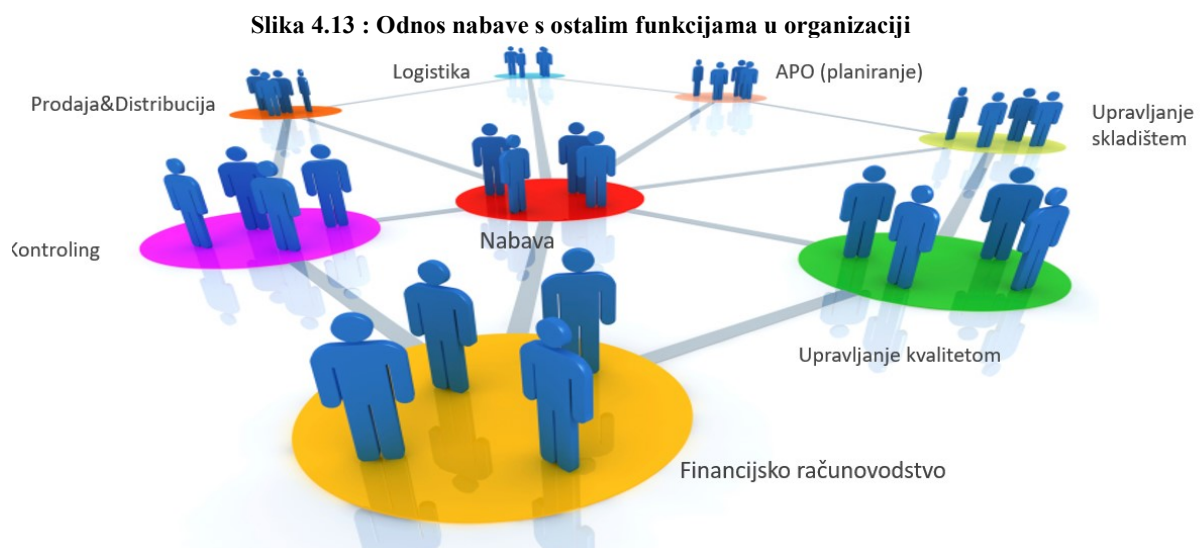 Slika 4.13 : Odnos nabave s ostalim funkcijama u organizaciji
Logistika
APO (planiranje)
Prodaja&Distribucija
Upravljanje
skladištem
Nabava
Kontroling
Upravljanje kvalitetom
Financijsko računovodstvo